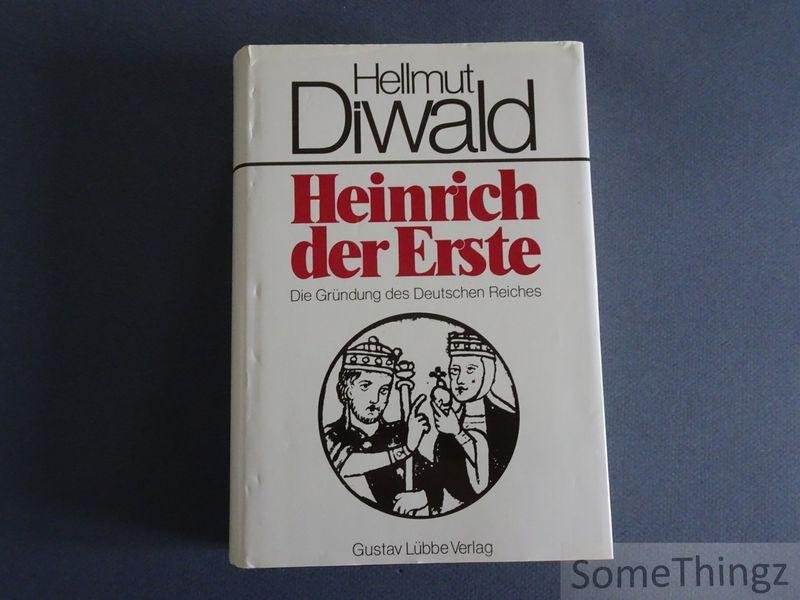 Hellmut
Diwald
Heinrich
der Erste
Die Gründung des Deutschen Reiches
Gustav Lübbe Verlag
SomeThingz